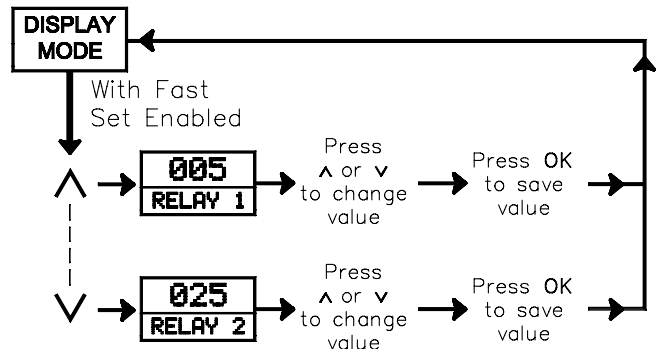 DISPLAY
MODE
With Fast
Set Enabled
005
RELAY 1
Press
∧ or ∨
to change
value
Press OK
to save
value
025
RELAY 2
Press
∧ or ∨
to change
value
Press OK
to save
value